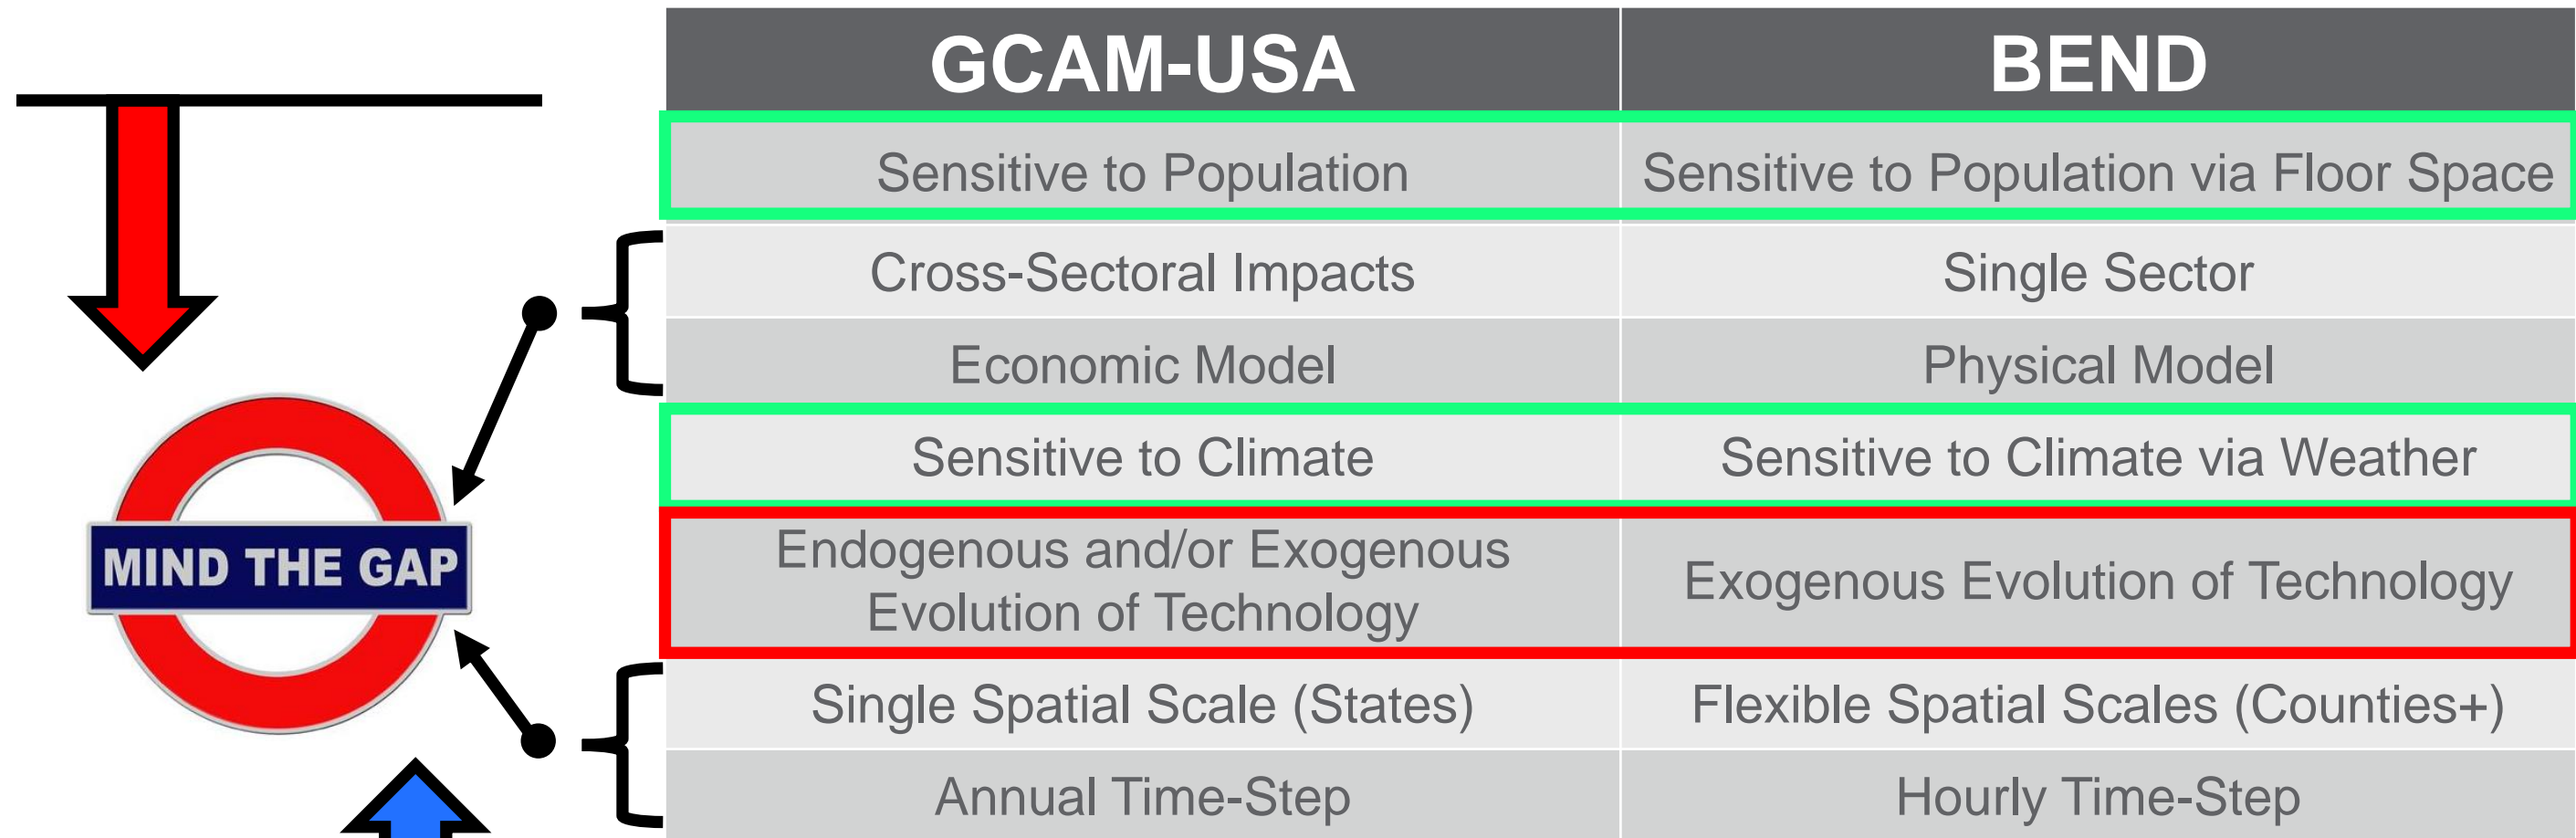 GCAM-USA
BEND
Sensitive to Population
Sensitive to Population via Floor Space
Cross-Sectoral Impacts
Single Sector
Economic Model
Physical Model
Sensitive to Climate
Sensitive to Climate via Weather
Endogenous and/or Exogenous
Evolution of Technology
Exogenous Evolution of Technology
Single Spatial Scale (States)
Flexible Spatial Scales (Counties+)
Annual Time-Step
Hourly Time-Step
MIND THE GAP